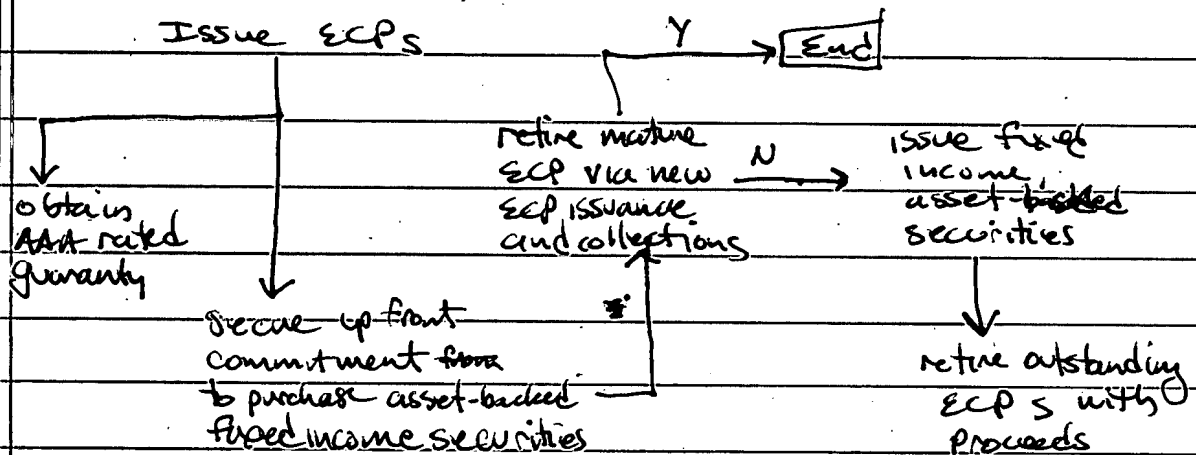 Issue ECPs
Y
End
obtain
AAA rated
guaranty
secure up front
commitment from
to purchase asset-backed
fixed income securities
retire mature
ECP via new
ECP issuance
and collections
N
issue fixed
income,
asset-backed
securities
retire outstanding
ECPs with
proceeds